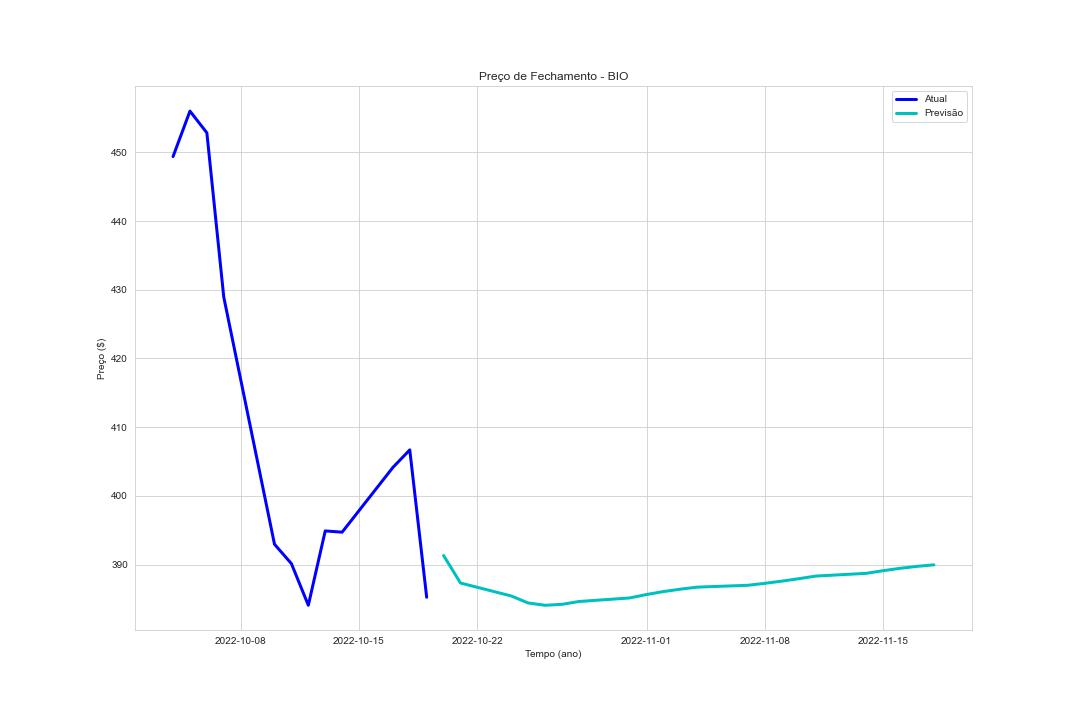 Preço de Fechamento - BIO
Atual
Previsão
Preço ($)
450
440
430
420
410
400
390
2022-10-08
2022-10-15
2022-10-22
2022-11-01
2022-11-08
2022-11-15
Tempo (ano)